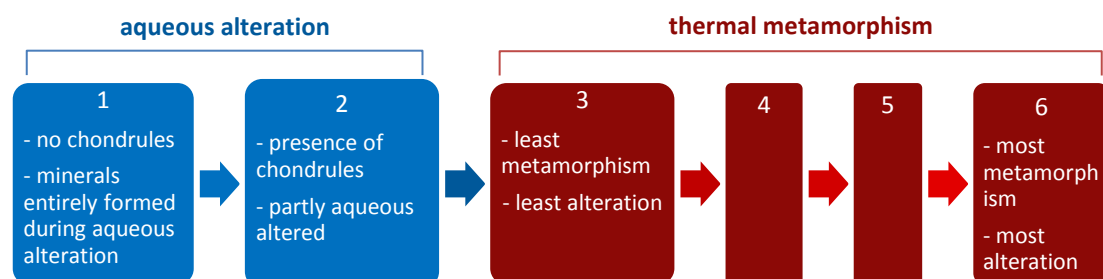 aqueous alteration
thermal metamorphism
1
- no chondrules
- minerals
entirely formed
during aqueous
alteration
2
- presence of
chondrules
- partly aqueous
altered
3
- least
metamorphism
- least alteration
4
5
6
- most
metamorph
ism
- most
alteration